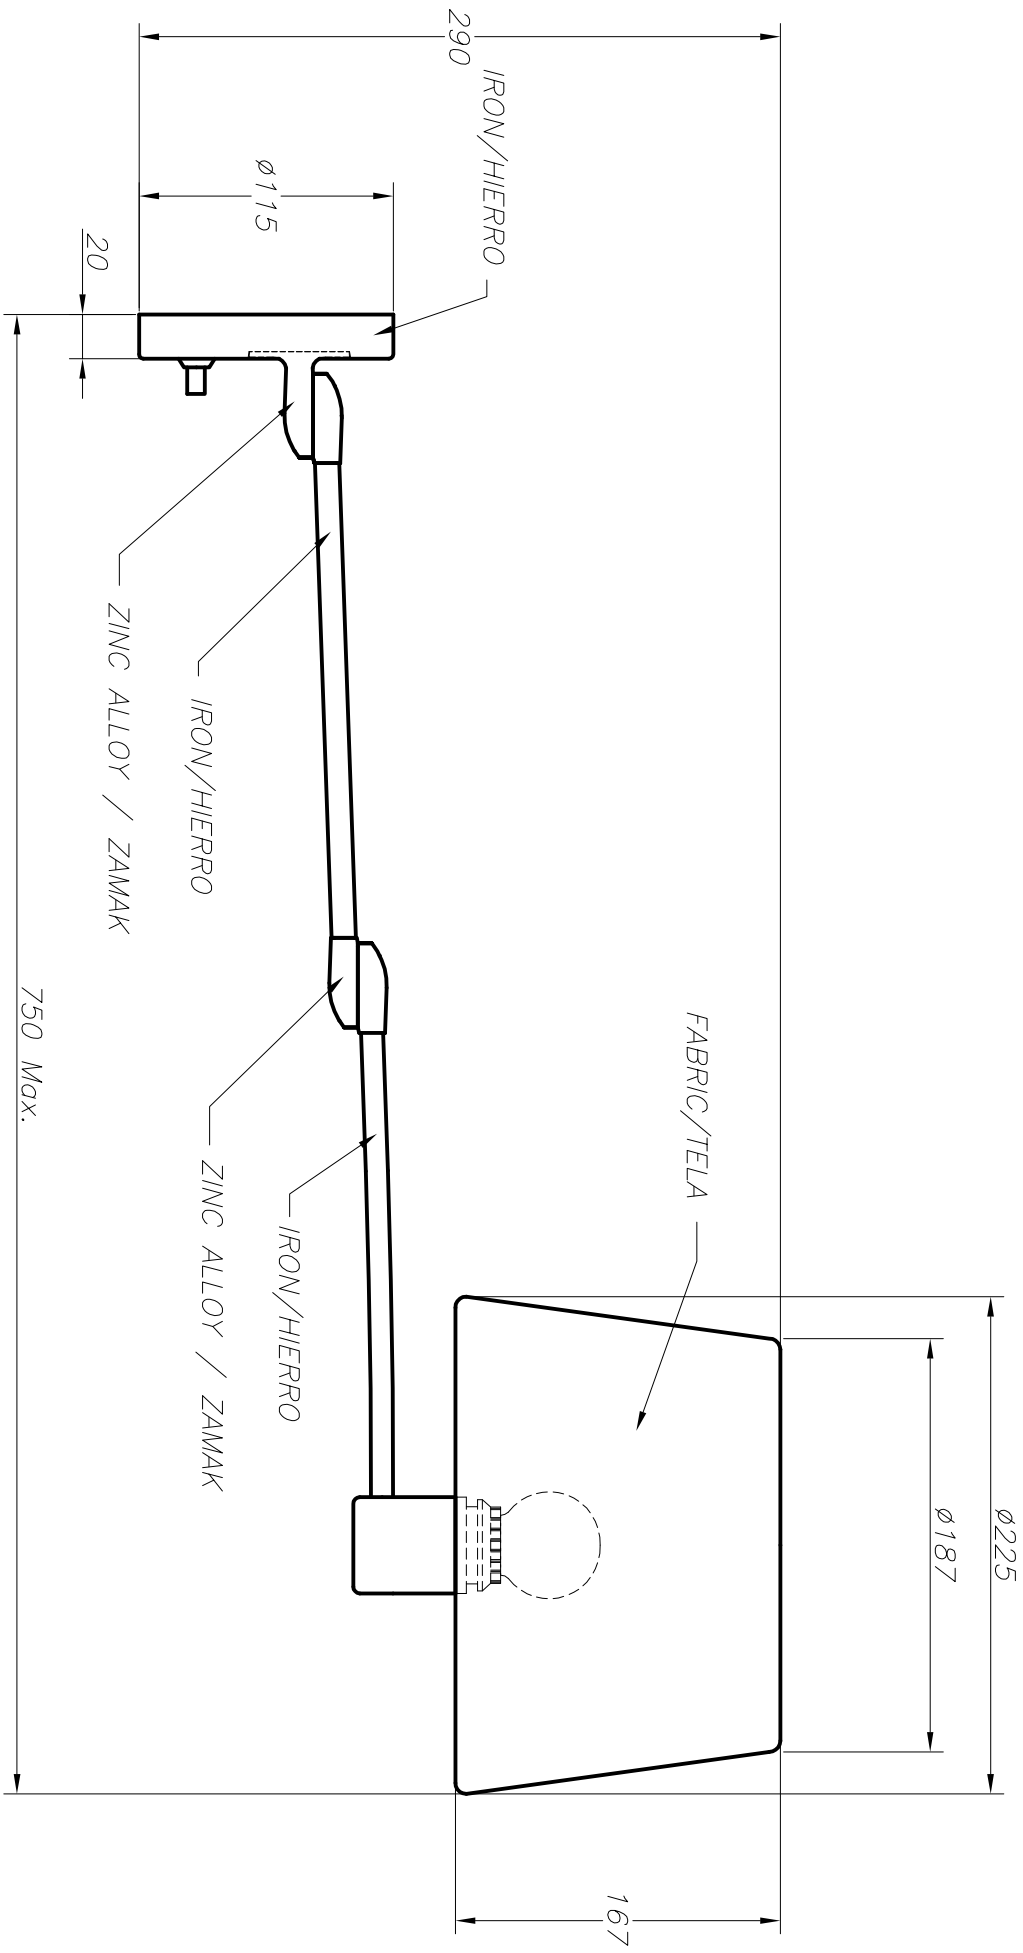 290
IRON/HIERRO
ø115
20
ZINC ALLOY / ZAMAK
IRON/HIERRO
750 Max.
ZINC ALLOY / ZAMAK
IRON/HIERRO
FABRIC/TELA
ø225
ø187
167